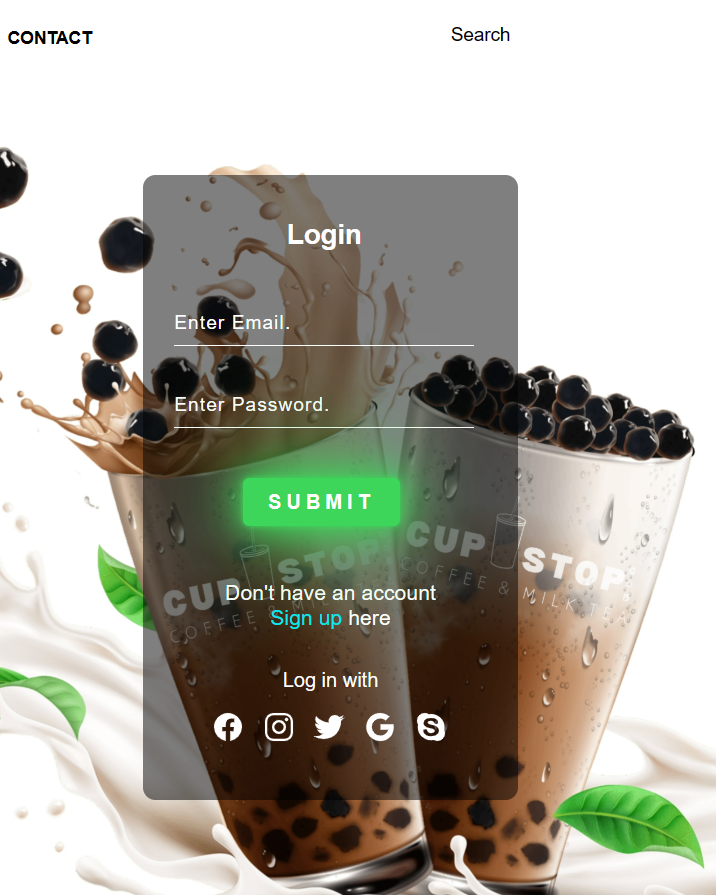 CONTACT
Search
Login
Enter Email.
Enter Password.
SUBMIT
CUP STOP
COFFEE & MILK TEA
CUP STOP
COFFEE & MILK TEA
Don't have an account
Sign up here
Log in with